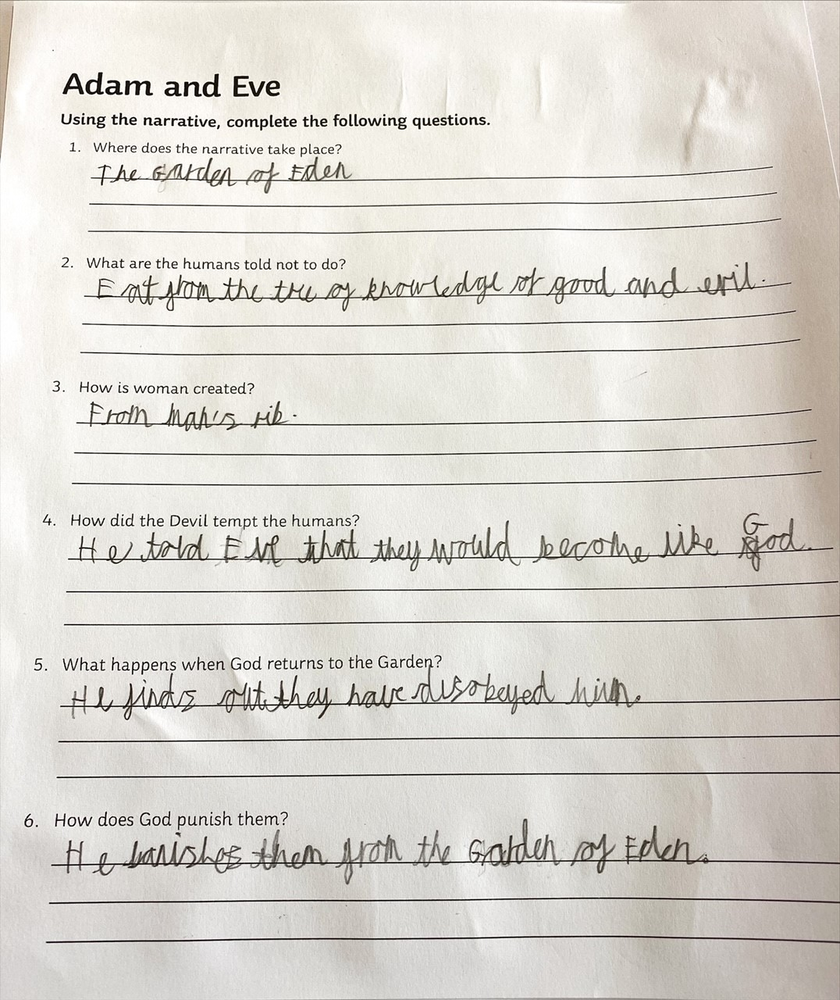 Adam and Eve
Using the narrative, complete the following questions.
1. Where does the narrative take place?
The Garden of Eden
2. What are the humans told not to do?
Eat from the tree of knowledge of good and evil.
3. How is woman created?
From man's rib.
4. How did the Devil tempt the humans?
He told Eve that they would become like God.
5. What happens when God returns to the Garden?
He finds out they have disobeyed him.
6. How does God punish them?
He banishes them from the Garden of Eden.